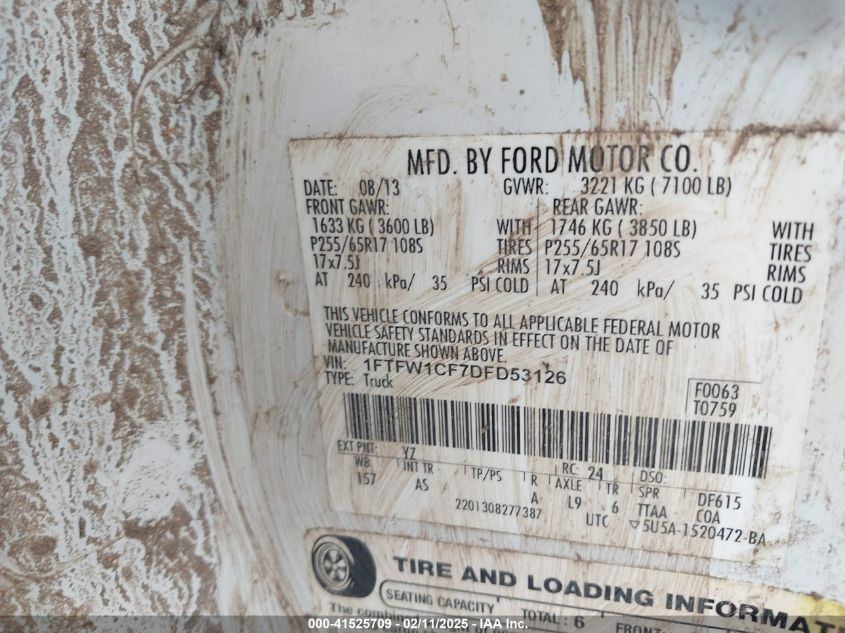 MFD. BY FORD MOTOR CO.
DATE: 08/13 GVWR: 3221 KG ( 7100 LB)
FRONT GAWR: REAR GAWR:
1633 KG ( 3600 LB) WITH 1746 KG ( 3850 LB) WITH
P255/65R17 108S TIRES P255/65R17 108S TIRES
17x7.5J RIMS 17x7.5J RIMS
AT 240 kPa/ 35 PSI COLD AT 240 kPa/ 35 PSI COLD
THIS VEHICLE CONFORMS TO ALL APPLICABLE FEDERAL MOTOR
VEHICLE SAFETY STANDARDS IN EFFECT ON THE DATE OF
MANUFACTURE SHOWN ABOVE.
VIN: 1FTFW1CF7DFD53126
TYPE: Truck
F0063
T0759
EXT PNT: YZ RC: 24 DSO:
WB INT TR TP/PS R AXLE TR SPR DF615
157 AS A L9 6 TTAA COA
2201308277387 UTC ▽5U5A-1520472-BA
TIRE AND LOADING INFORMAT
SEATING CAPACITY TOTAL: 6 FRONT
The combin
000-41525709 - 02/11/2025 - IAA Inc.